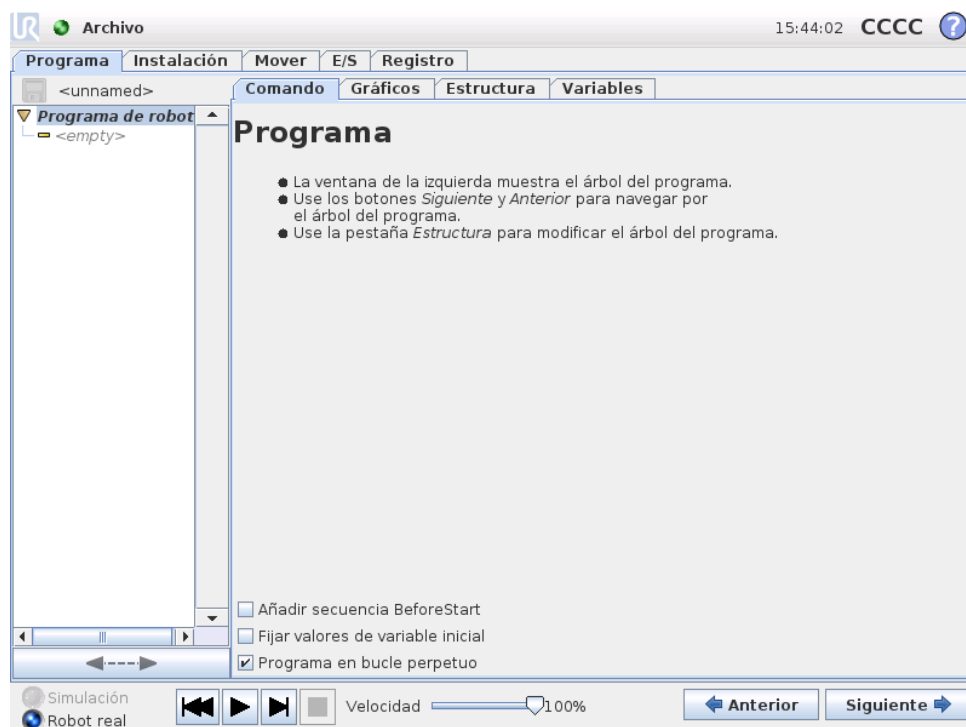 UR Archivo 15:44:02 CCCC ?
Programa Instalación Mover E/S Registro
<unnamed> Comando Gráficos Estructura Variables
Programa de robot
<empty>
Programa
La ventana de la izquierda muestra el árbol del programa.
Use los botones Siguiente y Anterior para navegar por
el árbol del programa.
Use la pestaña Estructura para modificar el árbol del programa.
Añadir secuencia BeforeStart
Fijar valores de variable inicial
Programa en bucle perpetuo
Simulación
Robot real
Velocidad 100% Anterior Siguiente